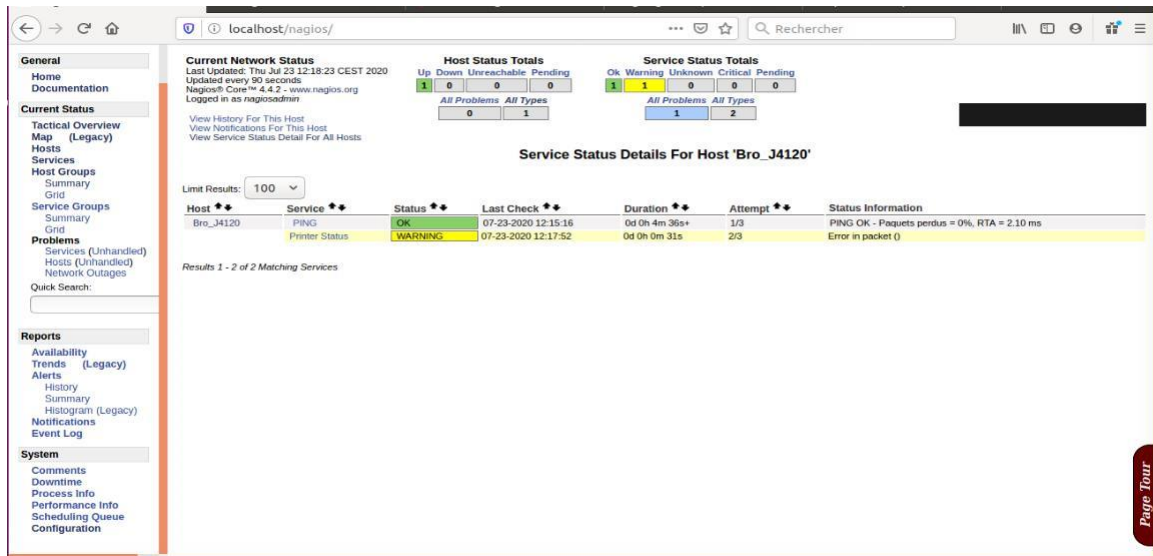 localhost/nagios/
Rechercher
General
Home
Documentation
Current Status
Tactical Overview
Map (Legacy)
Hosts
Services
Host Groups
Summary
Grid
Service Groups
Summary
Grid
Problems
Services (Unhandled)
Hosts (Unhandled)
Network Outages
Quick Search:
Reports
Availability
Trends (Legacy)
Alerts
History
Summary
Histogram (Legacy)
Notifications
Event Log
System
Comments
Downtime
Process Info
Performance Info
Scheduling Queue
Configuration
Current Network Status
Last Updated: Thu Jul 23 12:18:23 CEST 2020
Updated every 90 seconds
Nagios® Core™ 4.4.2 - www.nagios.org
Logged in as nagiosadmin
View History For This Host
View Notifications For This Host
View Service Status Detail For All Hosts
Host Status Totals
Up Down Unreachable Pending
1 0 0 0
All Problems All Types
0 1
Service Status Totals
Ok Warning Unknown Critical Pending
1 1 0 0 0
All Problems All Types
1 2
Service Status Details For Host 'Bro_J4120'
Limit Results: 100
Host Service Status Last Check Duration Attempt Status Information
Bro_J4120 PING OK 07-23-2020 12:15:16 0d 0h 4m 36s+ 1/3 PING OK - Paquets perdus = 0%, RTA = 2.10 ms
Printer Status WARNING 07-23-2020 12:17:52 0d 0h 0m 31s 2/3 Error in packet ()
Results 1 - 2 of 2 Matching Services
Page Tour